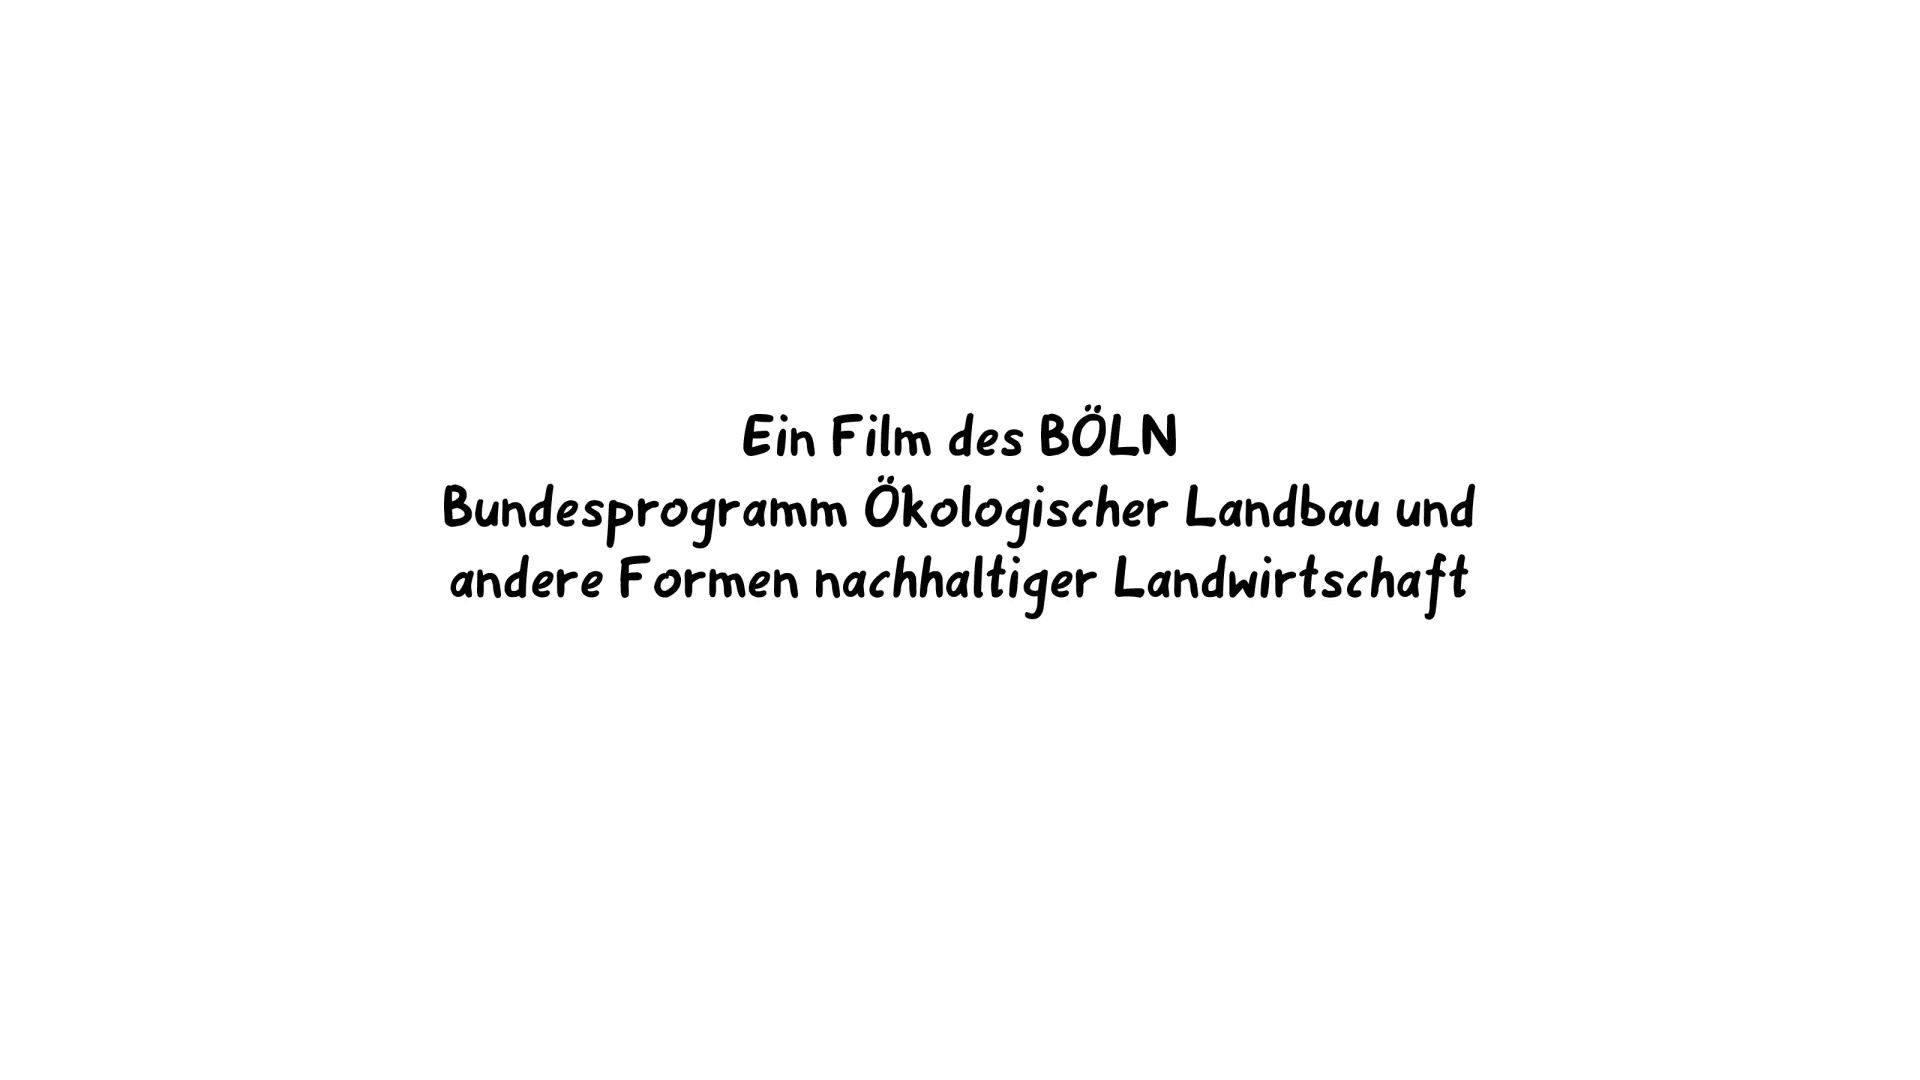 Ein Film des BÖLN
Bundesprogramm Ökologischer Landbau und
andere Formen nachhaltiger Landwirtschaft